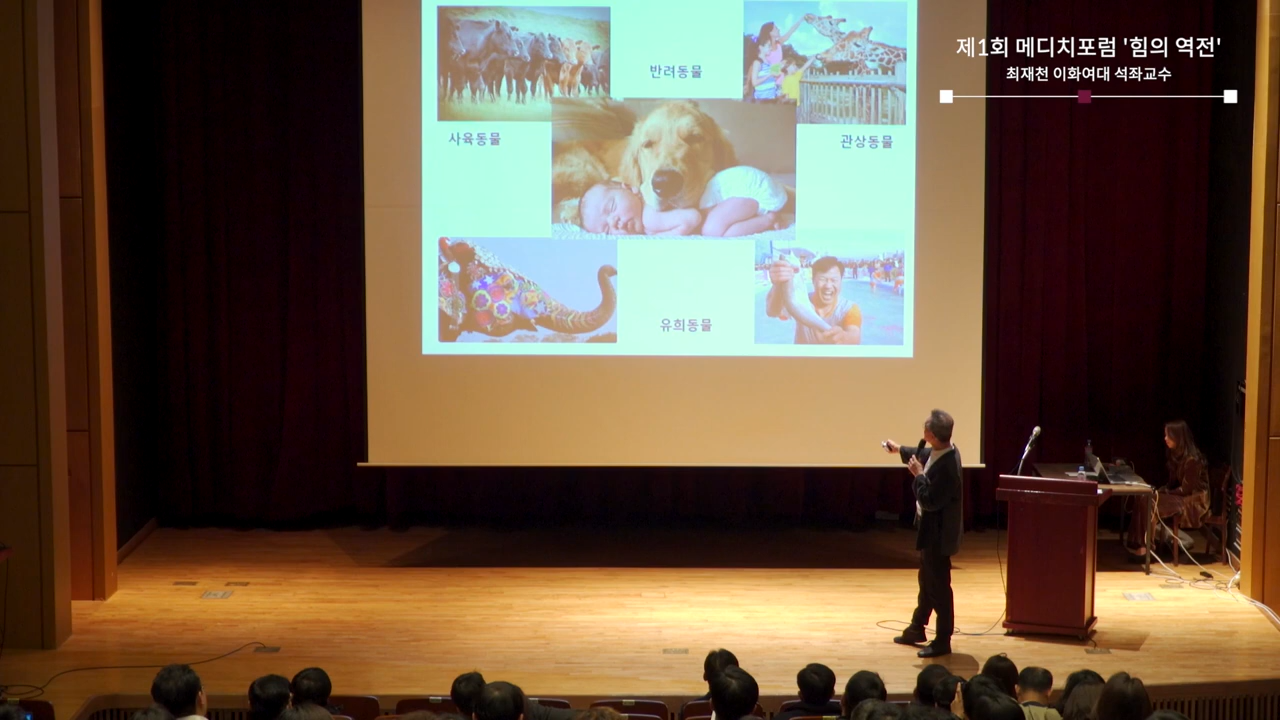 제1회 메디치포럼 '힘의 역전'
최재천 이화여대 석좌교수
반려동물
사육동물
관상동물
유희동물